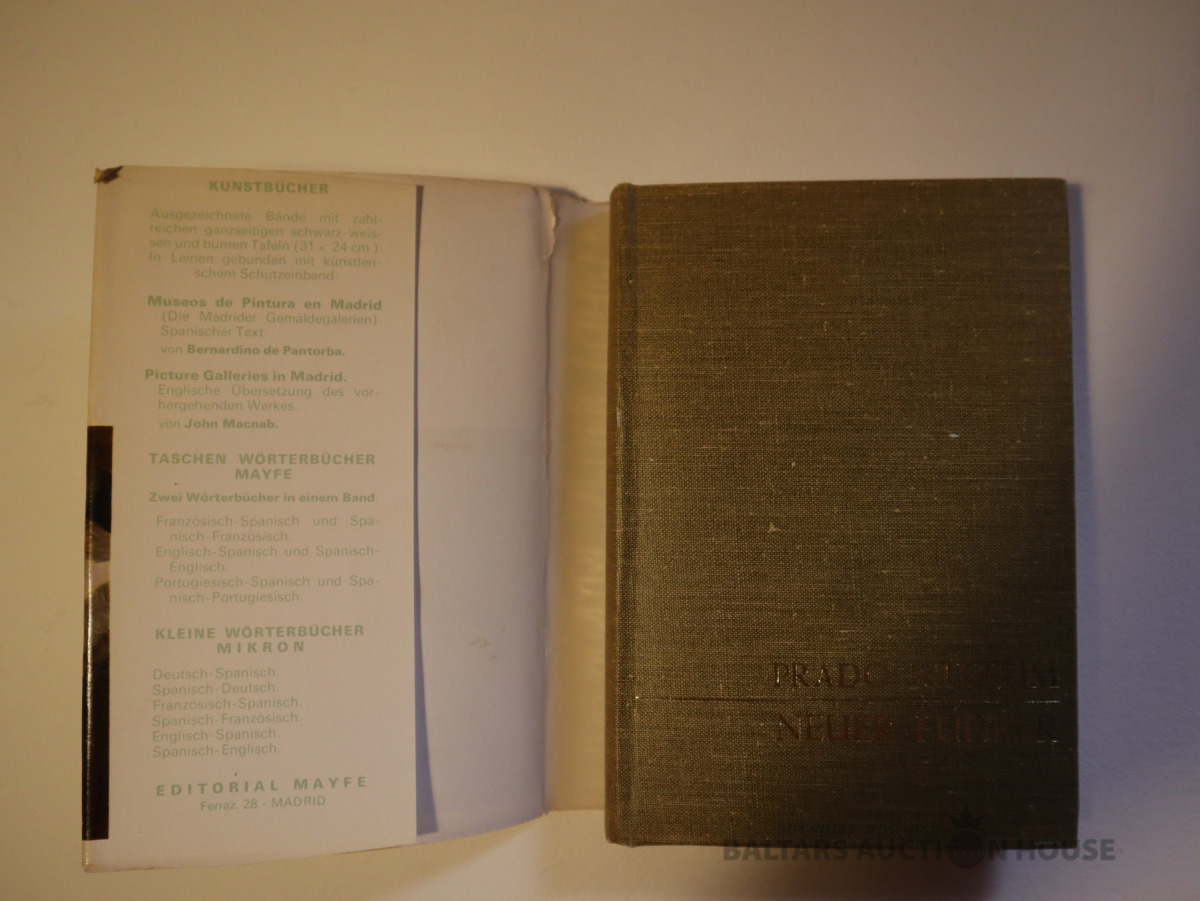 KUNSTBÜCHER
Ausgezeichnete Bände mit zahl-
reichen ganzseitigen schwarz-weis-
sen und bunten Tafeln (31 × 24 cm.).
In Leinen gebunden mit künstleri-
schem Schutzeinband:
Museos de Pintura en Madrid
(Die Madrider Gemäldegalerien).
Spanischer Text
von Bernardino de Pantorba.
Picture Galleries in Madrid.
Englische Übersetzung des vor-
hergehenden Werkes.
von John Macnab.
TASCHEN WÖRTERBÜCHER
MAYFE
Zwei Wörterbücher in einem Band
Französisch-Spanisch und Spa-
nisch-Französisch.
Englisch-Spanisch und Spanisch-
Englisch.
Portugiesisch-Spanisch und Spa-
nisch-Portugiesisch.
KLEINE WÖRTERBÜCHER
MIKRON
Deutsch-Spanisch.
Spanisch-Deutsch.
Französisch-Spanisch.
Spanisch-Französisch.
Englisch-Spanisch.
Spanisch-Englisch.
EDITORIAL MAYFE
Ferraz, 28 - MADRID
PRADO
NEUER FÜHRER
BALTARS AUCTION HOUSE